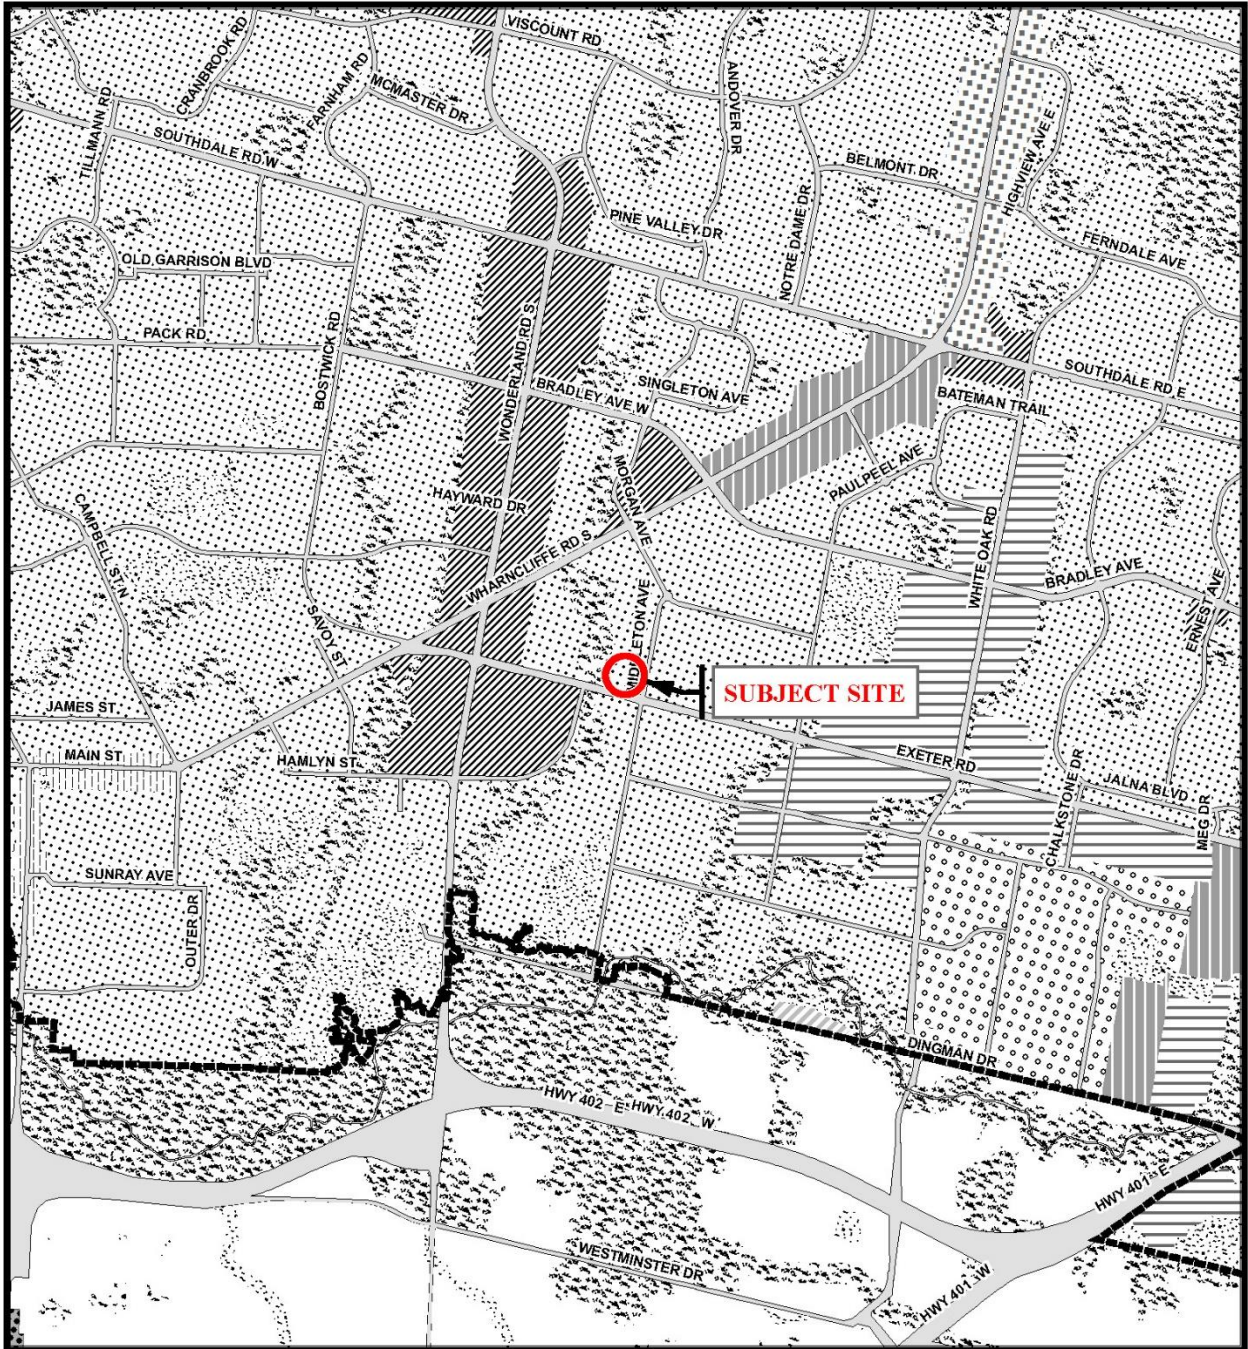 VISCOUNT RD
CRANBROOK RD
FARNHAM RD
MCMASTER DR
ANDOVER DR
TILLMANN RD
SOUTHDALE RD W
BELMONT DR
HIGHVIEW AVE E
PINE VALLEY DR
NOTRE DAME DR
FERNDALE AVE
OLD GARRISON BLVD
PACK RD
BOSTWICK RD
WONDERLAND RD S
BRADLEY AVE W
SINGLETON AVE
SOUTHDALE RD E
BATEMAN TRAIL
MORGAN AVE
PAULPEEL AVE
HAYWARD DR
CAMPBELL ST N
WHITE OAK RD
WHARNCLIFFE RD S
BRADLEY AVE
ERNEST AVE
SAVOY ST
MIDDLETON AVE
SUBJECT SITE
JAMES ST
MAIN ST
HAMLYN ST
EXETER RD
JALNA BLVD
CHALKSTONE DR
MEG DR
SUNRAY AVE
OUTER DR
DINGMAN DR
HWY 402 E
HWY 402 W
HWY 401 E
WESTMINSTER DR
HWY 401 W